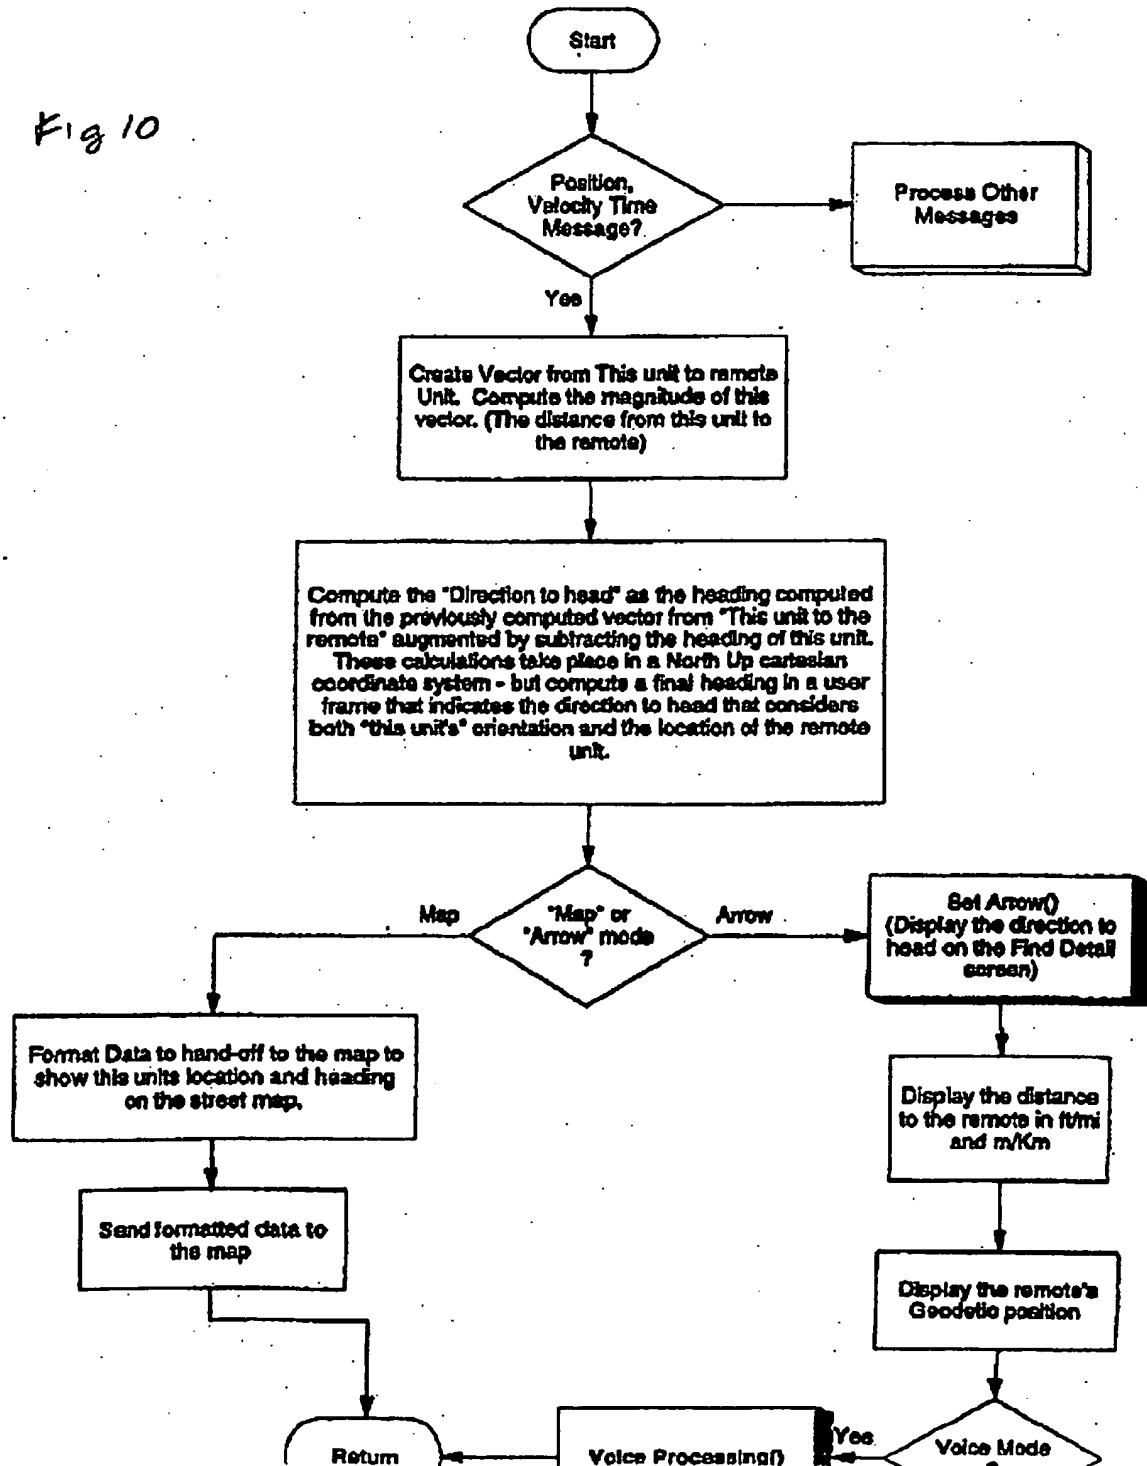 Start
Fig 10
Position,
Velocity Time
Message?
Process Other
Messages
Yes
Create Vector from This unit to remote
Unit. Compute the magnitude of this
vector. (The distance from this unit to
the remote)
Compute the "Direction to head" as the heading computed
from the previously computed vector from "This unit to the
remote" augmented by subtracting the heading of this unit.
These calculations take place in a North Up cartesian
coordinate system - but compute a final heading in a user
frame that indicates the direction to head that considers
both "this unit's" orientation and the location of the remote
unit.
Map
"Map" or
"Arrow" mode
?
Arrow
Set Arrow()
(Display the direction to
head on the Find Detail
screen)
Format Data to hand-off to the map to
show this units location and heading
on the street map.
Display the distance
to the remote in ft/mi
and m/Km
Send formatted data to
the map
Display the remote's
Geodetic position
Return
Voice Processing()
Yes
Voice Mode
?